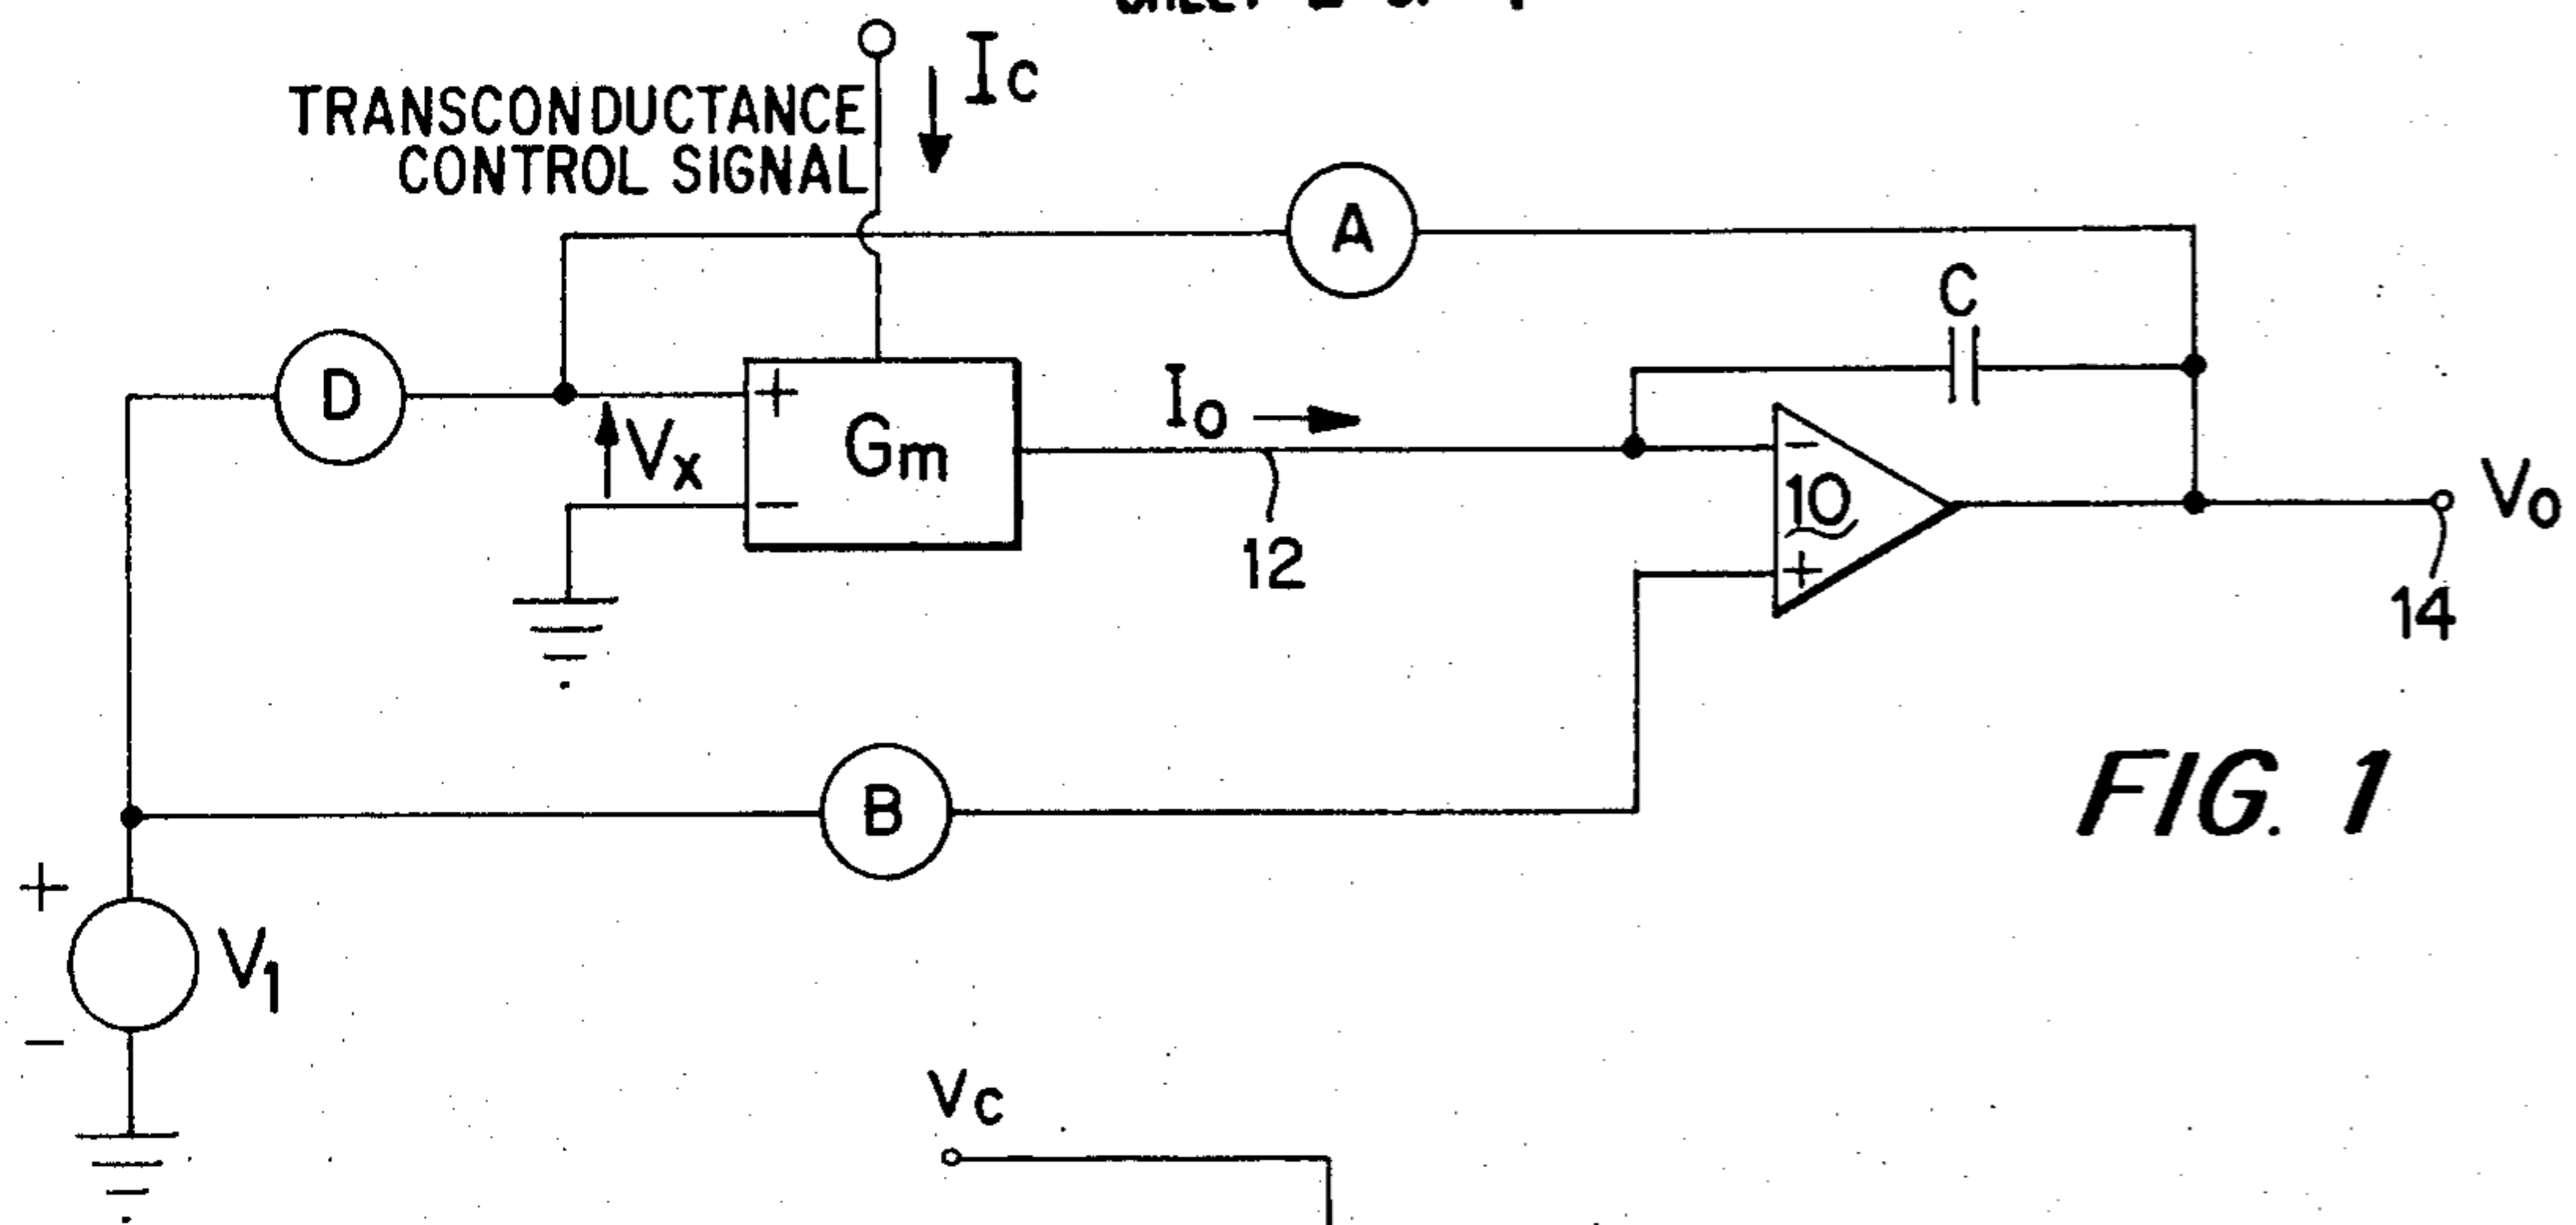 Ic
TRANSCONDUCTANCE
CONTROL SIGNAL
A
C
D
+
Gm
−
Vx
Io
12
−
10
+
Vo
14
B
FIG. 1
+
V1
−
Vc